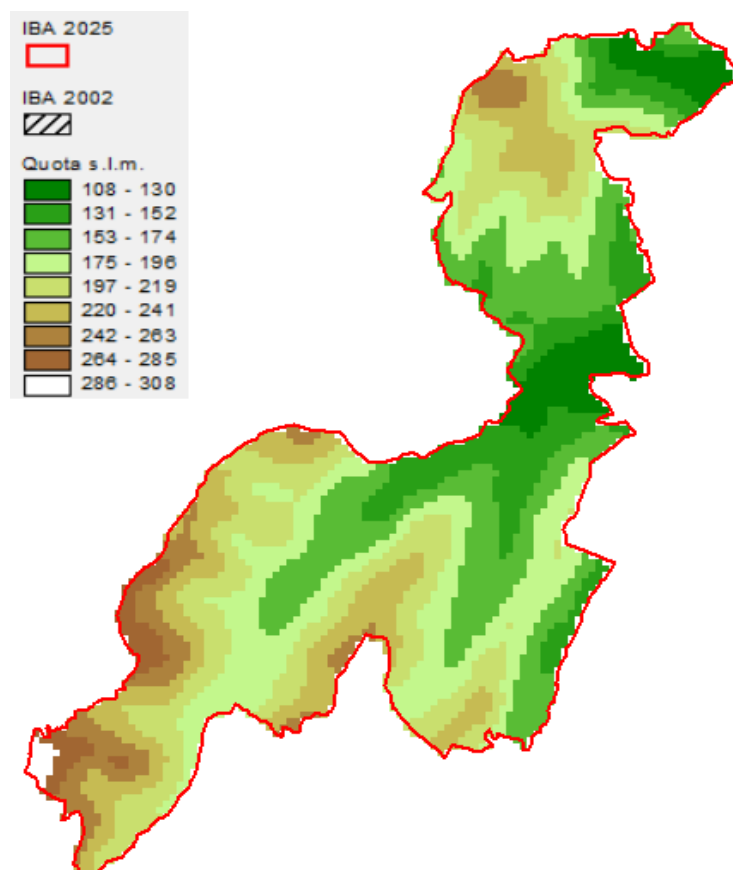 IBA 2025
IBA 2002
Quota s.l.m.
108 - 130
131 - 152
153 - 174
175 - 196
197 - 219
220 - 241
242 - 263
264 - 285
286 - 308